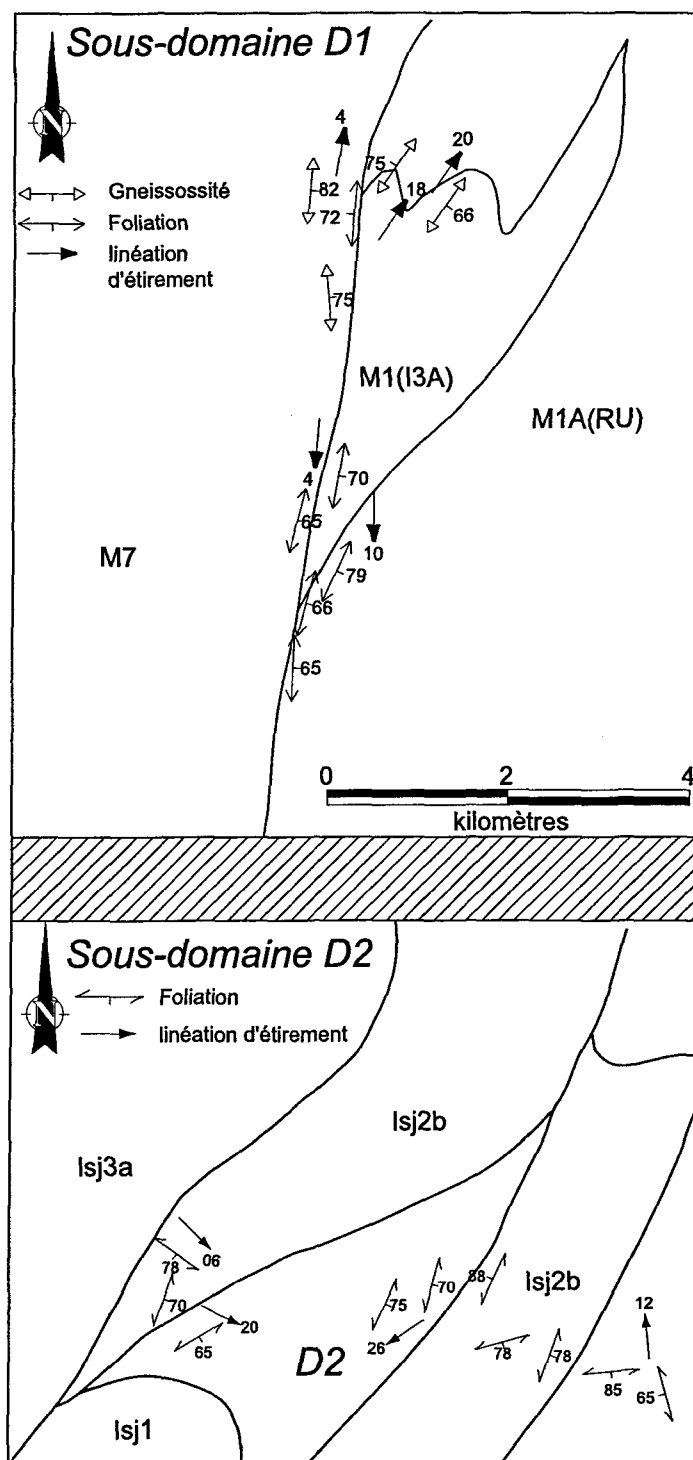 Sous-domaine D1
N
Gneissossité
Foliation
linéation
d'étirement
4
82
72
75
20
18
66
75
M1(I3A)
M1A(RU)
4
70
65
M7
10
79
66
65
0 2 4
kilomètres
Sous-domaine D2
N
Foliation
linéation d'étirement
Isj3a
Isj2b
06
78
70
20
65
75
70
88
Isj2b
26
D2
78
78
12
85
65
Isj1